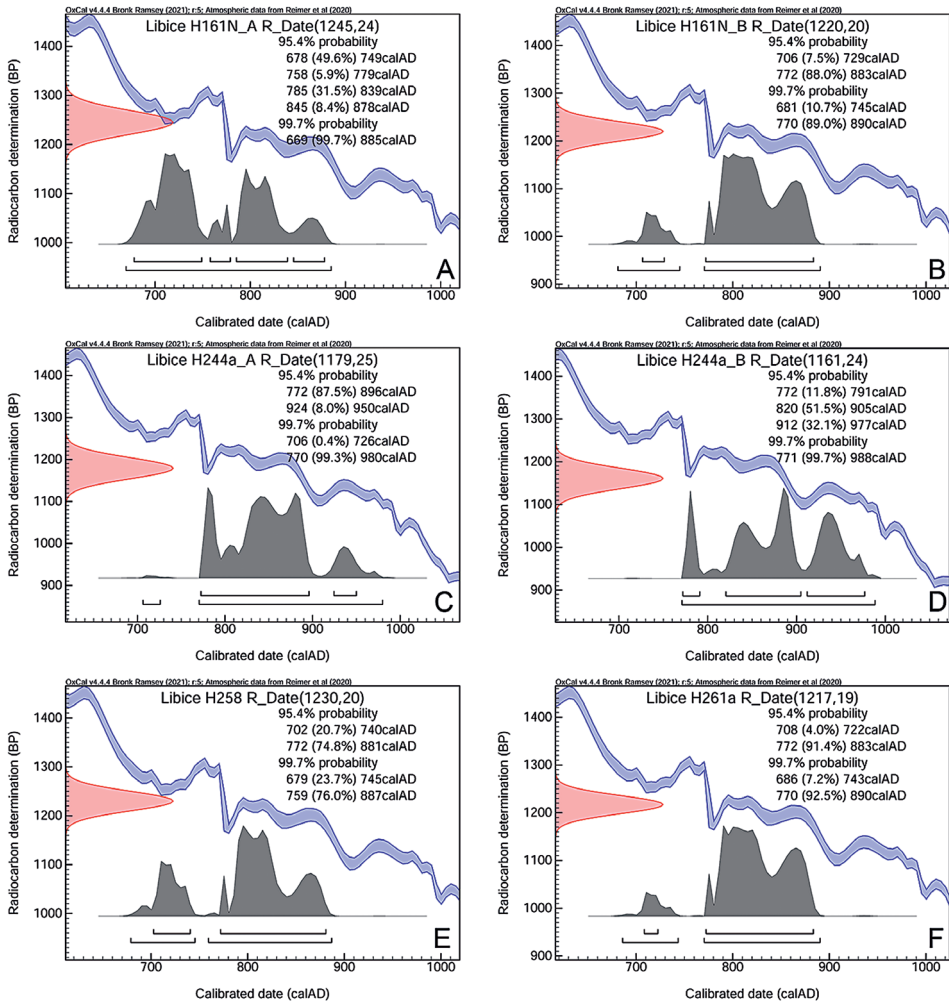 OxCal v4.4.4 Bronk Ramsey (2021); r:5; Atmospheric data from Reimer et al (2020)
Libice H161N_A R_Date(1245,24)
95.4% probability
678 (49.6%) 749calAD
758 (5.9%) 779calAD
785 (31.5%) 839calAD
845 (8.4%) 878calAD
99.7% probability
669 (99.7%) 885calAD
Radiocarbon determination (BP)
1400
1300
1200
1100
1000
700 800 900 1000
Calibrated date (calAD)
A
OxCal v4.4.4 Bronk Ramsey (2021); r:5; Atmospheric data from Reimer et al (2020)
Libice H161N_B R_Date(1220,20)
95.4% probability
706 (7.5%) 729calAD
772 (88.0%) 883calAD
99.7% probability
681 (10.7%) 745calAD
770 (89.0%) 890calAD
Radiocarbon determination (BP)
1400
1300
1200
1100
1000
900
700 800 900 1000
Calibrated date (calAD)
B
OxCal v4.4.4 Bronk Ramsey (2021); r:5; Atmospheric data from Reimer et al (2020)
Libice H244a_A R_Date(1179,25)
95.4% probability
772 (87.5%) 896calAD
924 (8.0%) 950calAD
99.7% probability
706 (0.4%) 726calAD
770 (99.3%) 980calAD
Radiocarbon determination (BP)
1400
1300
1200
1100
1000
900
700 800 900 1000
Calibrated date (calAD)
C
OxCal v4.4.4 Bronk Ramsey (2021); r:5; Atmospheric data from Reimer et al (2020)
Libice H244a_B R_Date(1161,24)
95.4% probability
772 (11.8%) 791calAD
820 (51.5%) 905calAD
912 (32.1%) 977calAD
99.7% probability
771 (99.7%) 988calAD
Radiocarbon determination (BP)
1400
1300
1200
1100
1000
900
700 800 900 1000
Calibrated date (calAD)
D
OxCal v4.4.4 Bronk Ramsey (2021); r:5; Atmospheric data from Reimer et al (2020)
Libice H258 R_Date(1230,20)
95.4% probability
702 (20.7%) 740calAD
772 (74.8%) 881calAD
99.7% probability
679 (23.7%) 745calAD
759 (76.0%) 887calAD
Radiocarbon determination (BP)
1400
1300
1200
1100
1000
700 800 900 1000
Calibrated date (calAD)
E
OxCal v4.4.4 Bronk Ramsey (2021); r:5; Atmospheric data from Reimer et al (2020)
Libice H261a R_Date(1217,19)
95.4% probability
708 (4.0%) 722calAD
772 (91.4%) 883calAD
99.7% probability
686 (7.2%) 743calAD
770 (92.5%) 890calAD
Radiocarbon determination (BP)
1400
1300
1200
1100
1000
900
700 800 900 1000
Calibrated date (calAD)
F